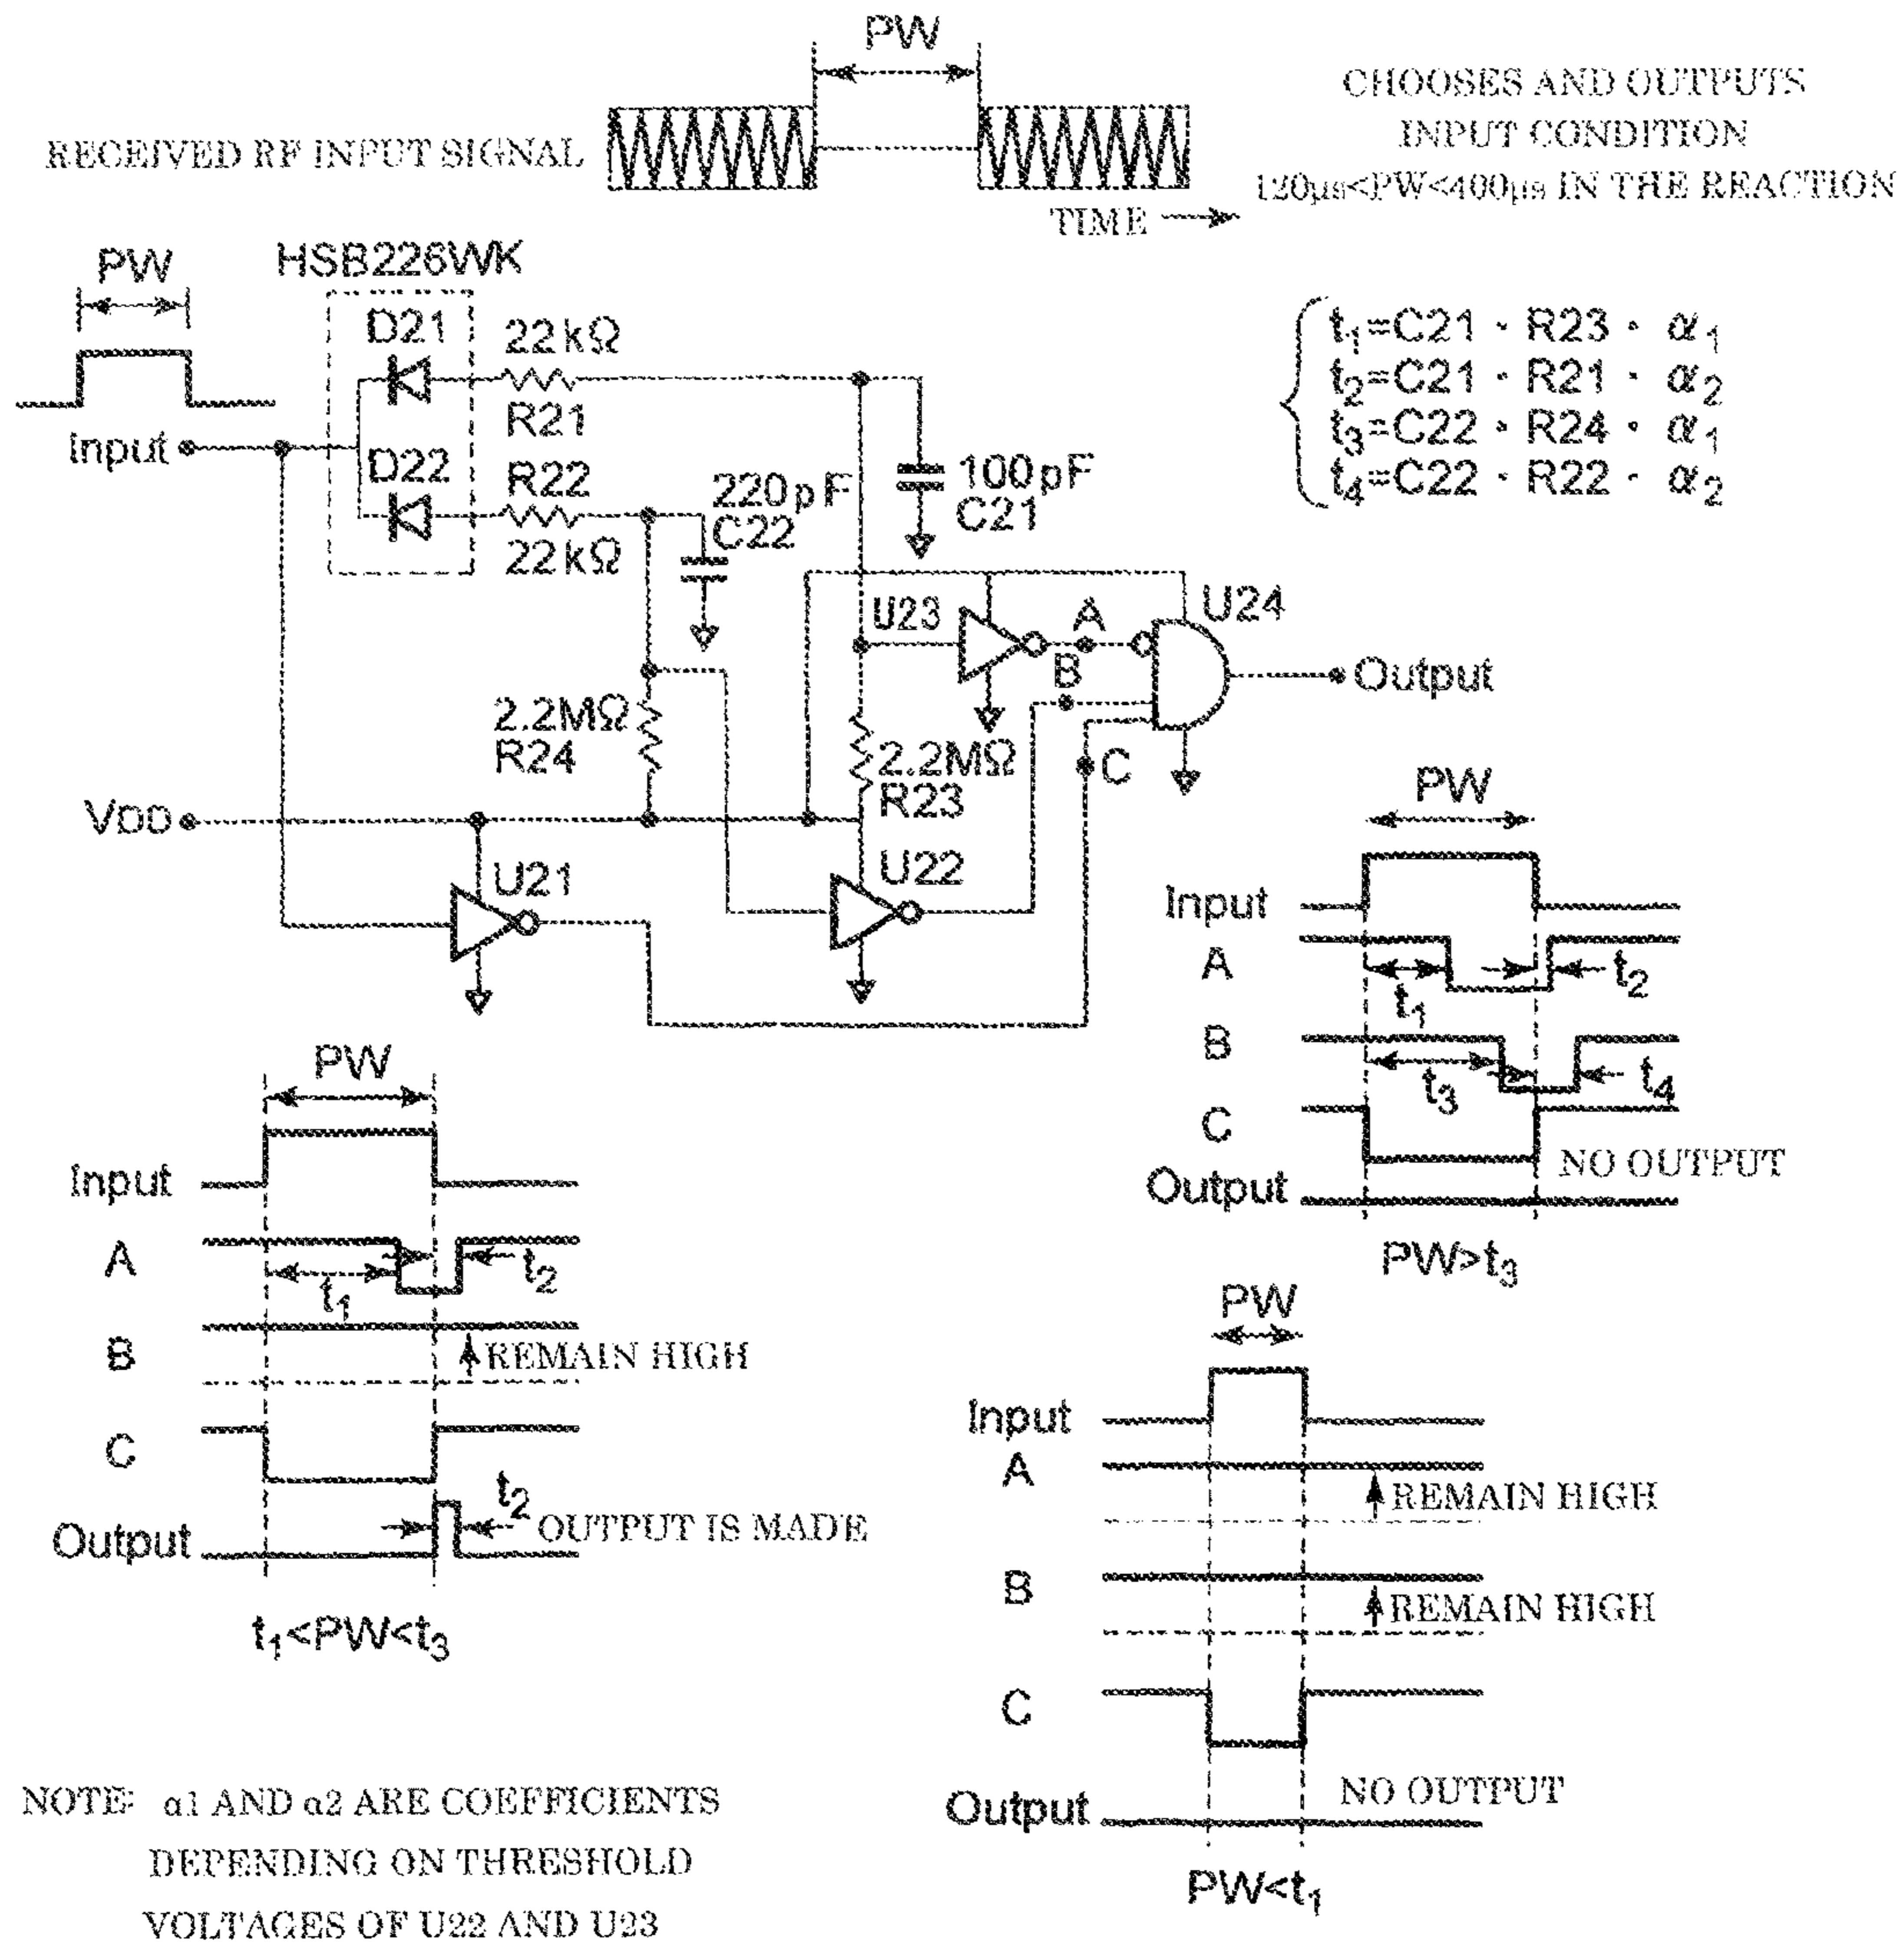 PW
CHOOSES AND OUTPUTS
INPUT CONDITION
120µs<PW<400µs IN THE REACTION
RECEIVED RF INPUT SIGNAL
TIME
PW
HSB226WK
D21
22kΩ
R21
Input
D22
R22
22kΩ
220pF
C22
100pF
C21
t1=C21 · R23 · α1
t2=C21 · R21 · α2
t3=C22 · R24 · α1
t4=C22 · R22 · α2
U23
A
B
U24
Output
2.2MΩ
R24
2.2MΩ
R23
C
VDD
U21
U22
PW
Input
A
t1
t2
B
t3
t4
C
NO OUTPUT
Output
PW>t3
PW
Input
A
t1
t2
B
REMAIN HIGH
C
t2
Output
OUTPUT IS MADE
t1<PW<t3
PW
Input
A
REMAIN HIGH
B
REMAIN HIGH
C
NO OUTPUT
Output
PW<t1
NOTE: α1 AND α2 ARE COEFFICIENTS
DEPENDING ON THRESHOLD
VOLTAGES OF U22 AND U23